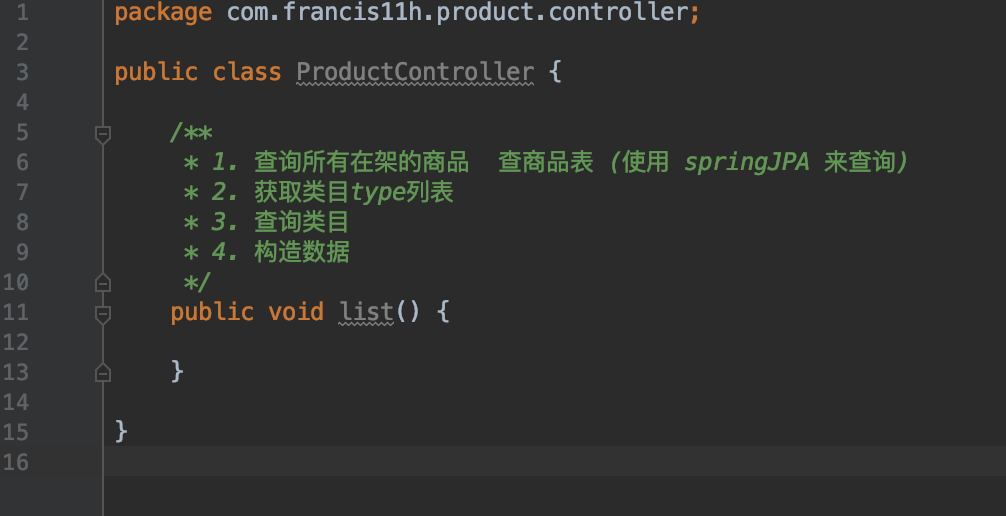 1 package com.francis11h.product.controller;
2
3 public class ProductController {
4
5 /**
6 * 1. 查询所有在架的商品 查商品表 (使用 springJPA 来查询)
7 * 2. 获取类目type列表
8 * 3. 查询类目
9 * 4. 构造数据
10 */
11 public void list() {
12
13 }
14
15 }
16